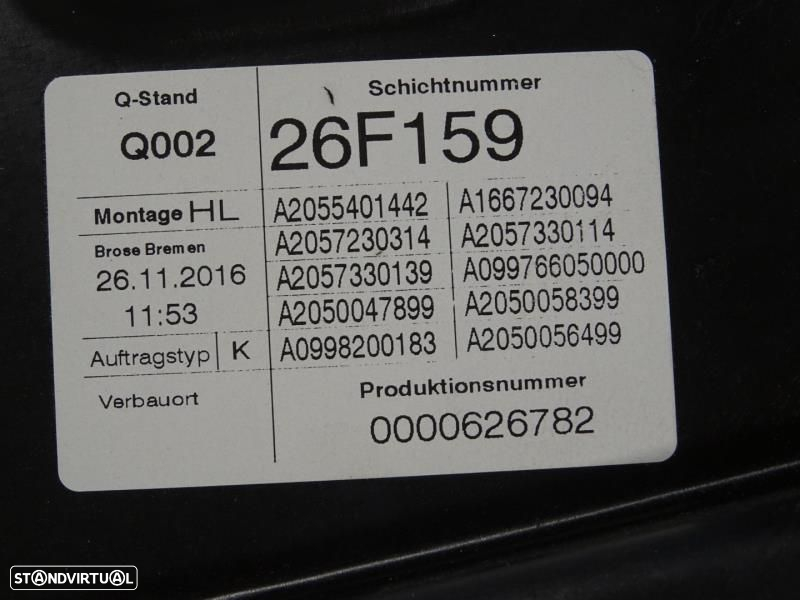 Q-Stand
Q002
Schichtnummer
26F159
Montage HL
Brose Bremen
26.11.2016
11:53
Auftragstyp K
Verbauort
A2055401442 A1667230094
A2057230314 A2057330114
A2057330139 A099766050000
A2050047899 A2050058399
A0998200183 A2050056499
Produktionsnummer
0000626782
STANDVIRTUAL